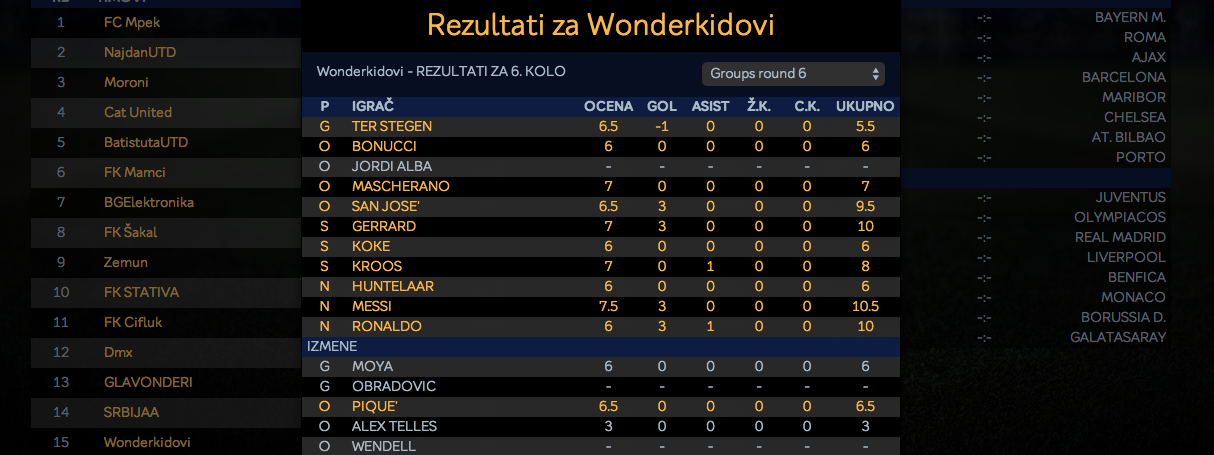 1 FC Mpek
2 NajdanUTD
3 Moroni
4 Cat United
5 BatistutaUTD
6 FK Mamci
7 BGElektronika
8 FK Šakal
9 Zemun
10 FK STATIVA
11 FK Cifluk
12 Dmx
13 GLAVONDERI
14 SRBIJAA
15 Wonderkidovi
Rezultati za Wonderkidovi
Wonderkidovi - REZULTATI ZA 6. KOLO Groups round 6
P IGRAČ OCENA GOL ASIST Ž.K. C.K. UKUPNO
G TER STEGEN 6.5 -1 0 0 0 5.5
O BONUCCI 6 0 0 0 0 6
O JORDI ALBA - - - - - -
O MASCHERANO 7 0 0 0 0 7
O SAN JOSE' 6.5 3 0 0 0 9.5
S GERRARD 7 3 0 0 0 10
S KOKE 6 0 0 0 0 6
S KROOS 7 0 1 0 0 8
N HUNTELAAR 6 0 0 0 0 6
N MESSI 7.5 3 0 0 0 10.5
N RONALDO 6 3 1 0 0 10
IZMENE
G MOYA 6 0 0 0 0 6
G OBRADOVIC - - - - - -
O PIQUE' 6.5 0 0 0 0 6.5
O ALEX TELLES 3 0 0 0 0 3
O WENDELL - - - - - -
-:- BAYERN M.
-:- ROMA
-:- AJAX
-:- BARCELONA
-:- MARIBOR
-:- CHELSEA
-:- AT. BILBAO
-:- PORTO
-:- JUVENTUS
-:- OLYMPIACOS
-:- REAL MADRID
-:- LIVERPOOL
-:- BENFICA
-:- MONACO
-:- BORUSSIA D.
-:- GALATASARAY